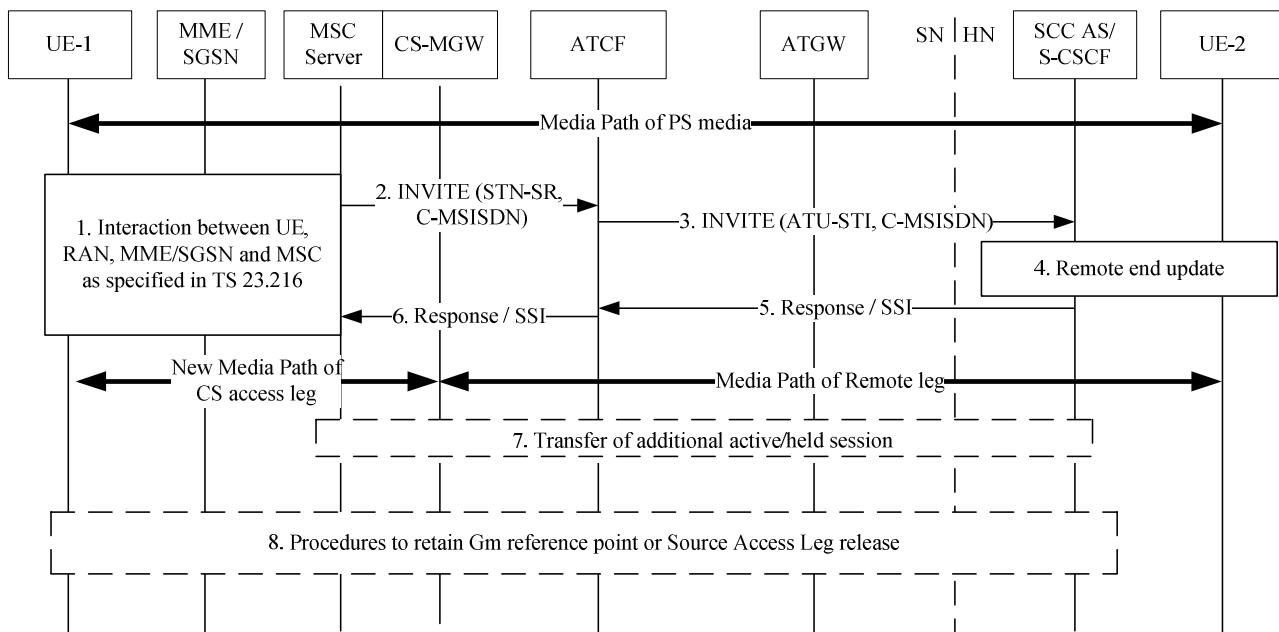 UE-1
MME /
SGSN
MSC
Server
CS-MGW
ATCF
ATGW
SN
HN
SCC AS/
S-CSCF
UE-2
Media Path of PS media
1. Interaction between UE,
RAN, MME/SGSN and MSC
as specified in TS 23.216
2. INVITE (STN-SR,
C-MSISDN)
3. INVITE (ATU-STI, C-MSISDN)
4. Remote end update
5. Response / SSI
6. Response / SSI
New Media Path of
CS access leg
Media Path of Remote leg
7. Transfer of additional active/held session
8. Procedures to retain Gm reference point or Source Access Leg release